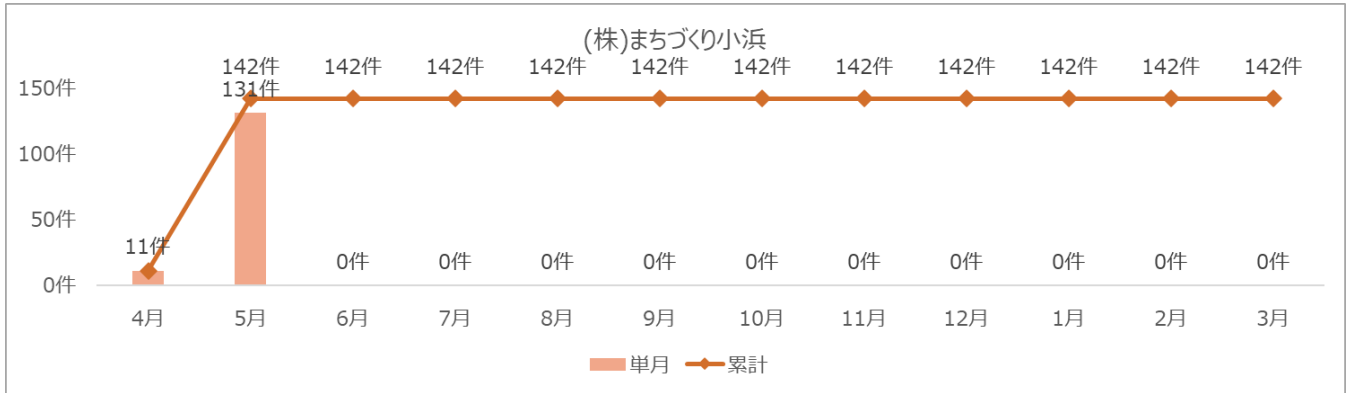 (株)まちづくり小浜
142件 142件 142件 142件 142件 142件 142件 142件 142件 142件 142件
150件
131件
100件
50件
11件
0件 0件 0件 0件 0件 0件 0件 0件 0件 0件
0件
4月 5月 6月 7月 8月 9月 10月 11月 12月 1月 2月 3月
単月 累計